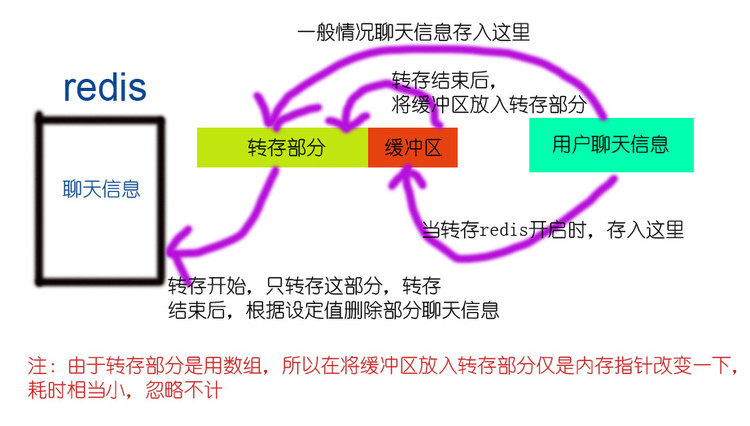 一般情况聊天信息存入这里
redis
转存结束后，
将缓冲区放入转存部分
转存部分
缓冲区
用户聊天信息
聊天信息
当转存redis开启时，存入这里
转存开始，只转存这部分，转存
结束后，根据设定值删除部分聊天信息
注：由于转存部分是用数组，所以在将缓冲区放入转存部分仅是内存指针改变一下，
耗时相当小，忽略不计